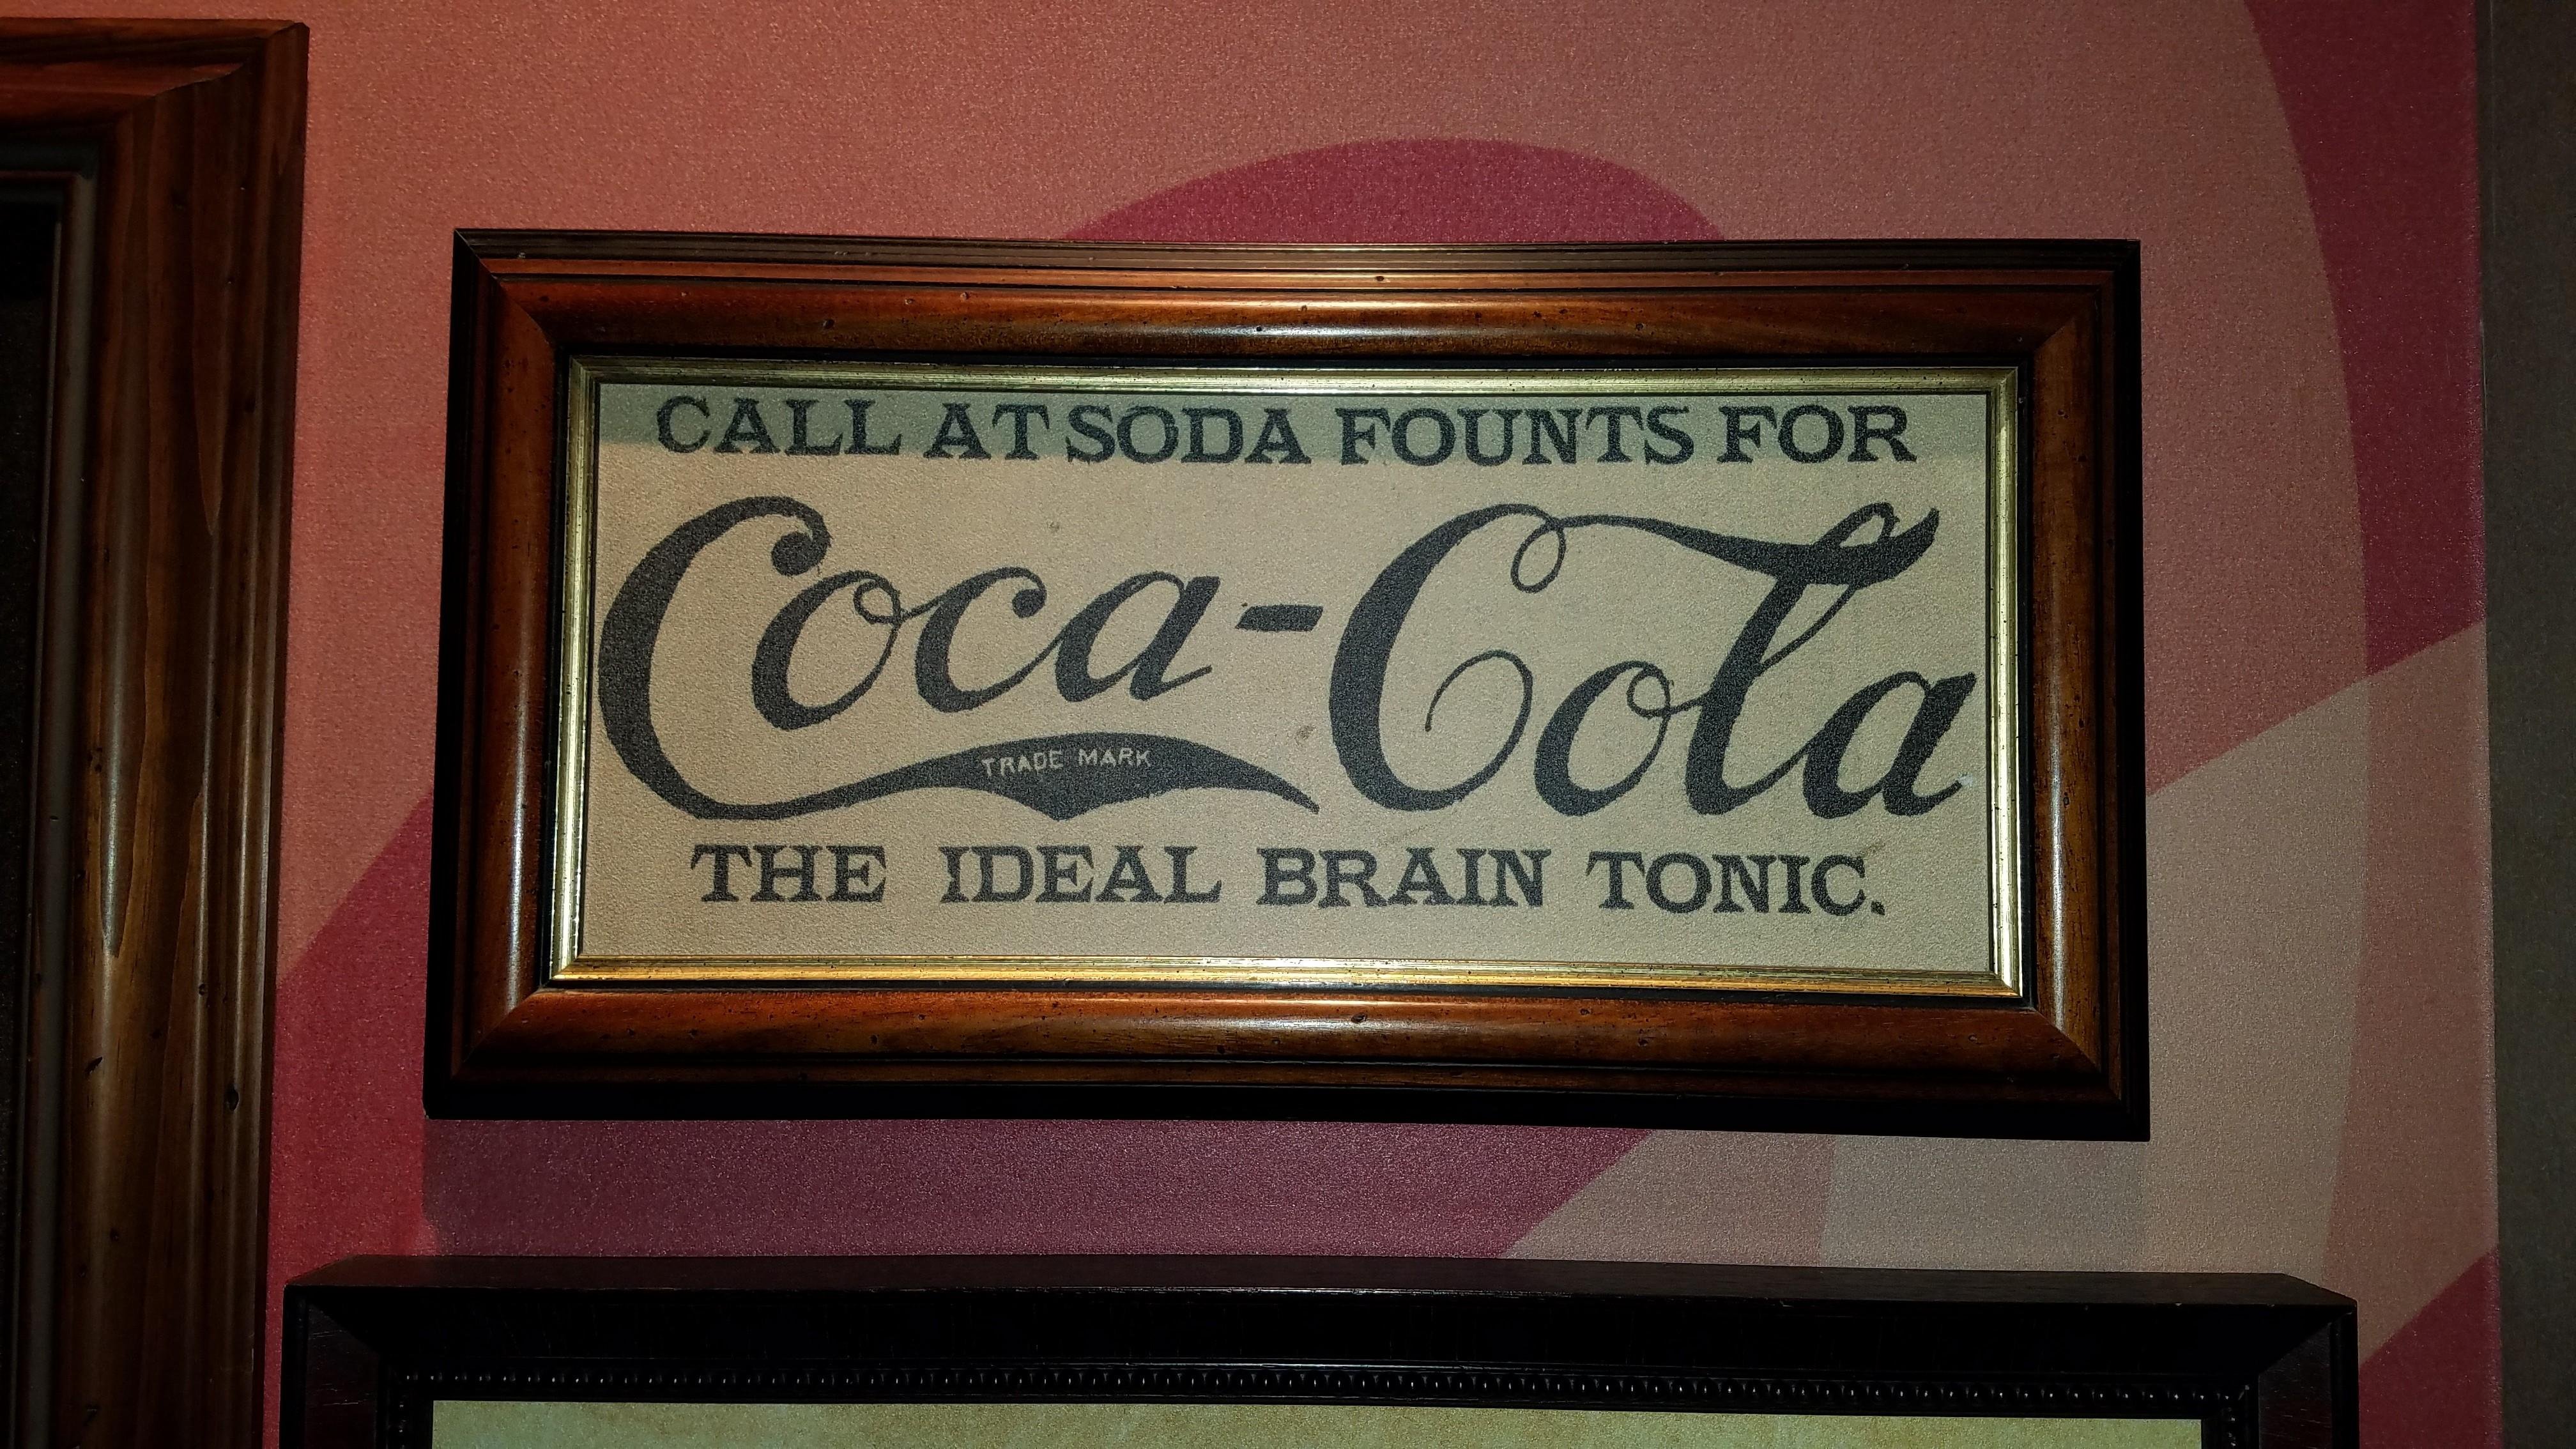 CALL AT SODA FOUNTS FOR
Coca-Cola
TRADE MARK
THE IDEAL BRAIN TONIC.